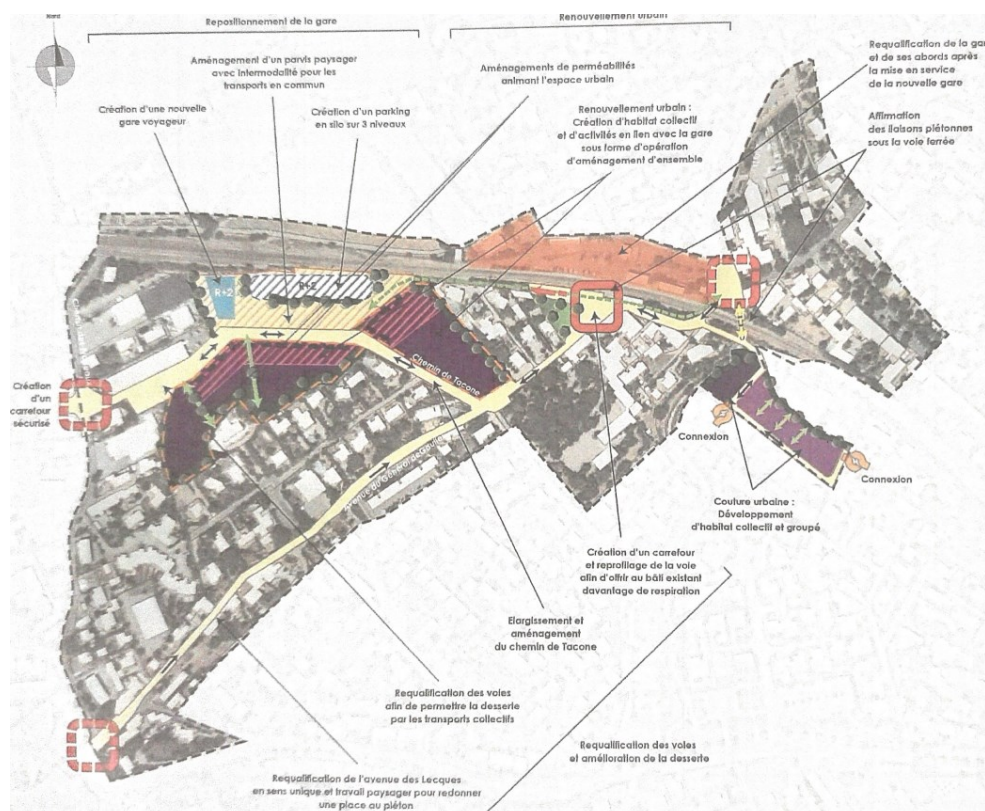 Nord
Repositionnement de la gare
Renouvellement urbain
Aménagement d'un parvis paysager
avec intermodalité pour les
transports en commun
Création d'une nouvelle
gare voyageur
Création d'un parking
en silo sur 3 niveaux
Aménagements de perméabilités
animant l'espace urbain
Renouvellement urbain :
Création d'habitat collectif
et d'activités en lien avec la gare
sous forme d'opération
d'aménagement d'ensemble
Requalification de la gare
et de ses abords après
la mise en service
de la nouvelle gare
Affirmation
des liaisons piétonnes
sous la voie ferrée
R+2
R+2
Création
d'un
carrefour
sécurisé
Chemin de Tacone
Avenue du Général de Gaulle
Connexion
Connexion
Couture urbaine :
Développement
d'habitat collectif et groupé
Création d'un carrefour
et reprofilage de la voie
afin d'offrir au bâti existant
davantage de respiration
Elargissement et
aménagement
du chemin de Tacone
Requalification des voies
afin de permettre la desserte
par les transports collectifs
Requalification des voies
et amélioration de la desserte
Requalification de l'avenue des Lecques
en sens unique et travail paysager pour redonner
une place au piéton